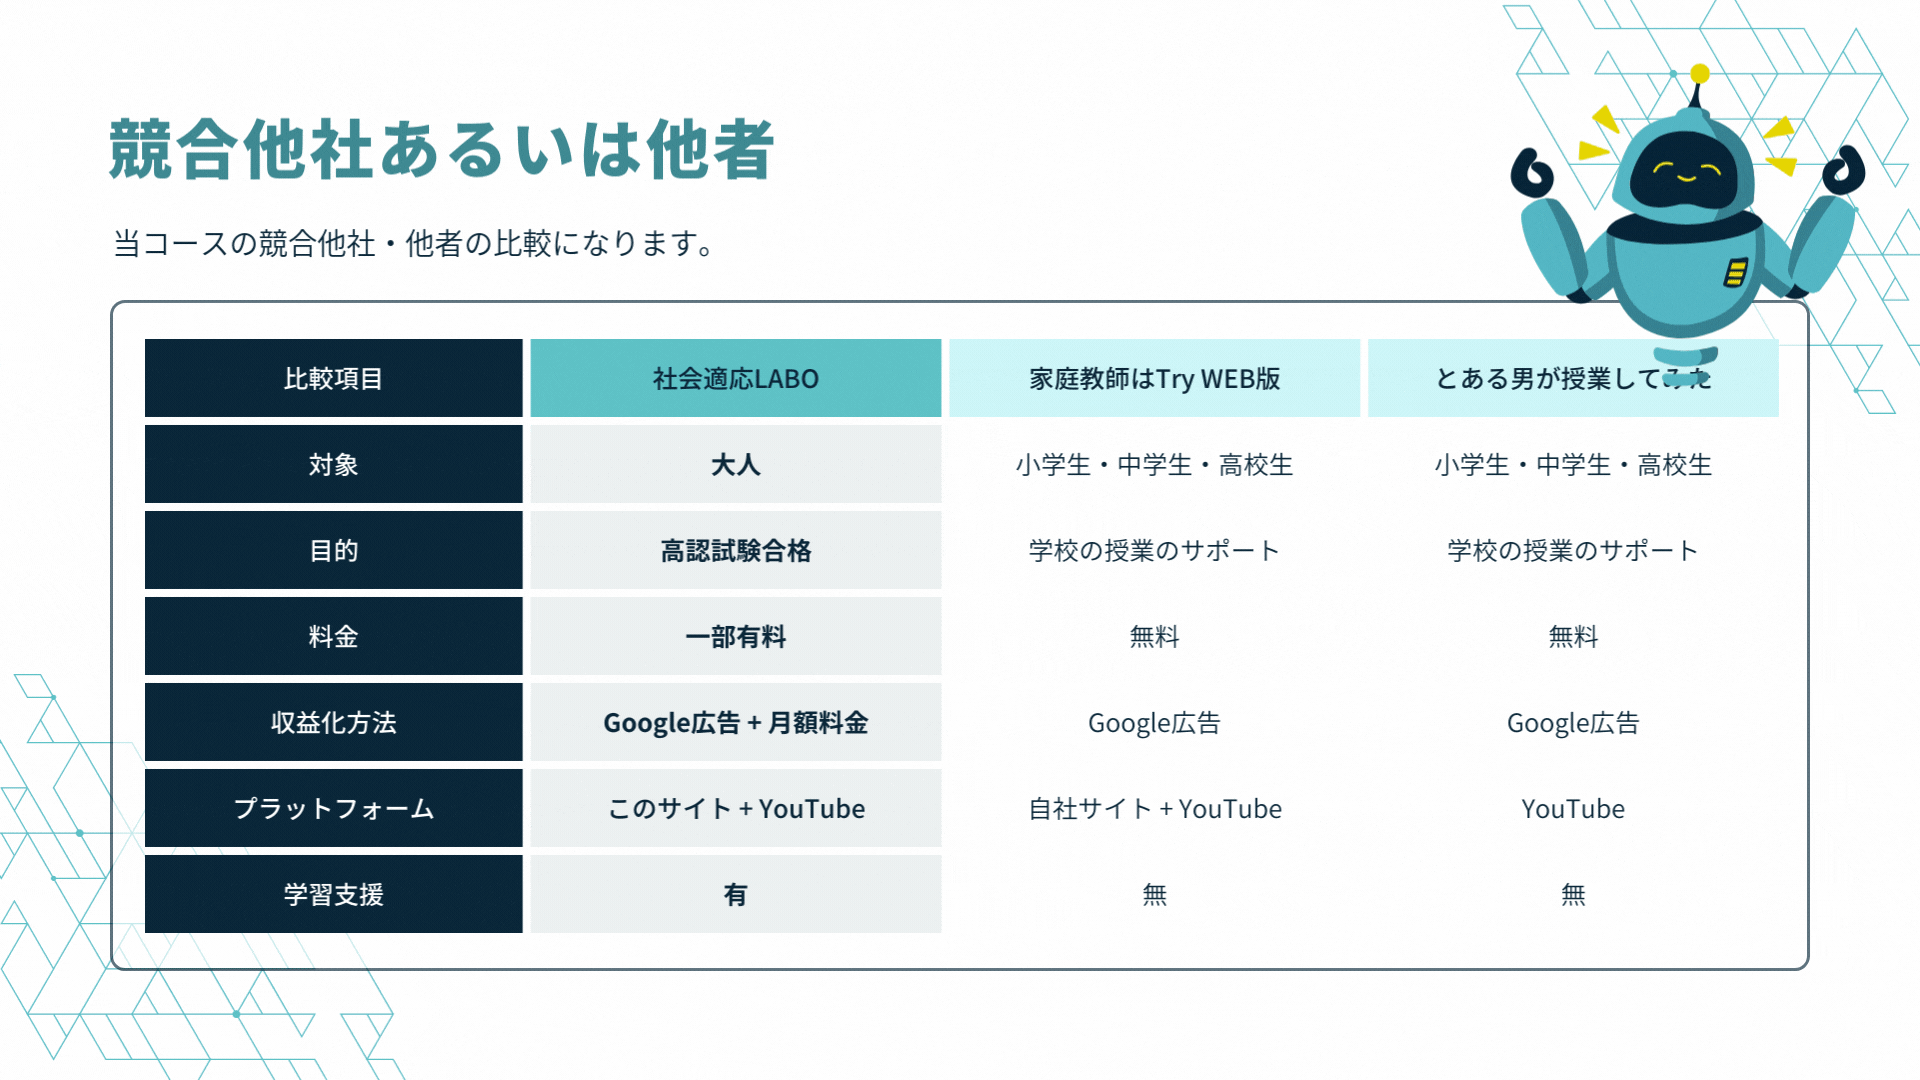 競合他社あるいは他者
当コースの競合他社・他者の比較になります。
比較項目 社会適応LABO 家庭教師はTry WEB版 とある男が授業してみた
対象 大人 小学生・中学生・高校生 小学生・中学生・高校生
目的 高認試験合格 学校の授業のサポート 学校の授業のサポート
料金 一部有料 無料 無料
収益化方法 Google広告 + 月額料金 Google広告 Google広告
プラットフォーム このサイト + YouTube 自社サイト + YouTube YouTube
学習支援 有 無 無